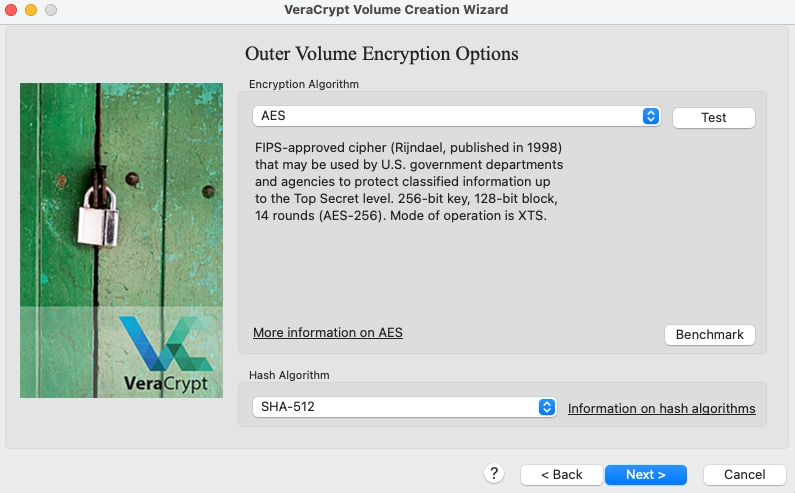 VeraCrypt Volume Creation Wizard
Outer Volume Encryption Options
Encryption Algorithm
AES
Test
FIPS-approved cipher (Rijndael, published in 1998)
that may be used by U.S. government departments
and agencies to protect classified information up
to the Top Secret level. 256-bit key, 128-bit block,
14 rounds (AES-256). Mode of operation is XTS.
More information on AES
Benchmark
VeraCrypt
Hash Algorithm
SHA-512
Information on hash algorithms
?
< Back
Next >
Cancel